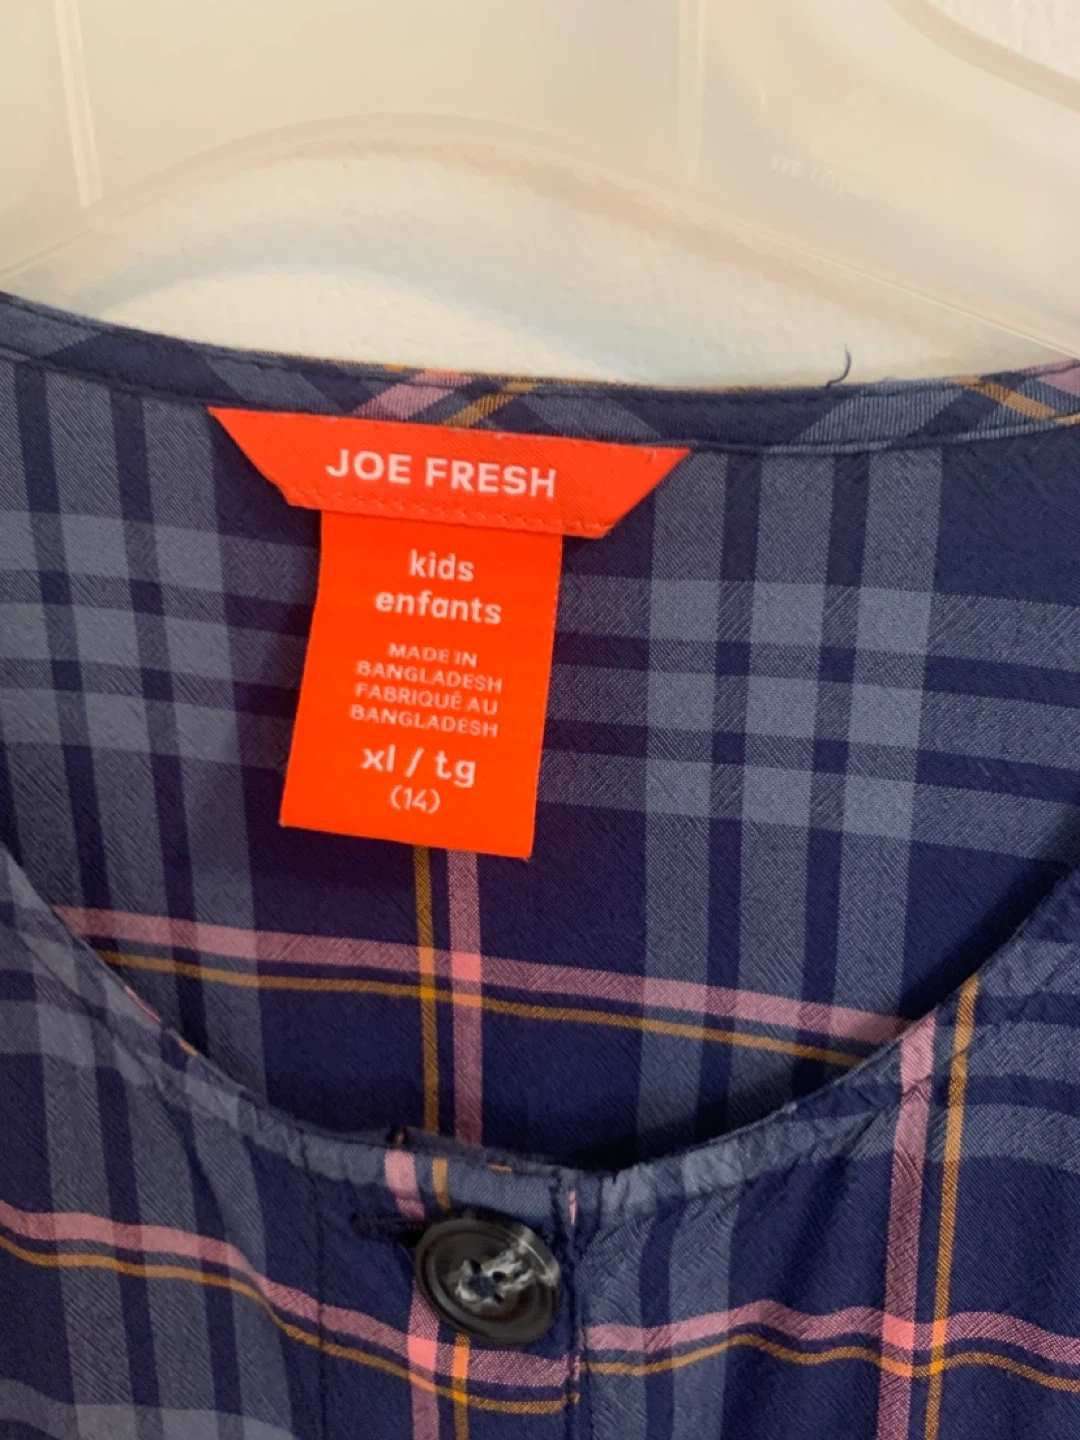 JOE FRESH
kids
enfants
MADE IN
BANGLADESH
FABRIQUÉ AU
BANGLADESH
xl / tg
(14)